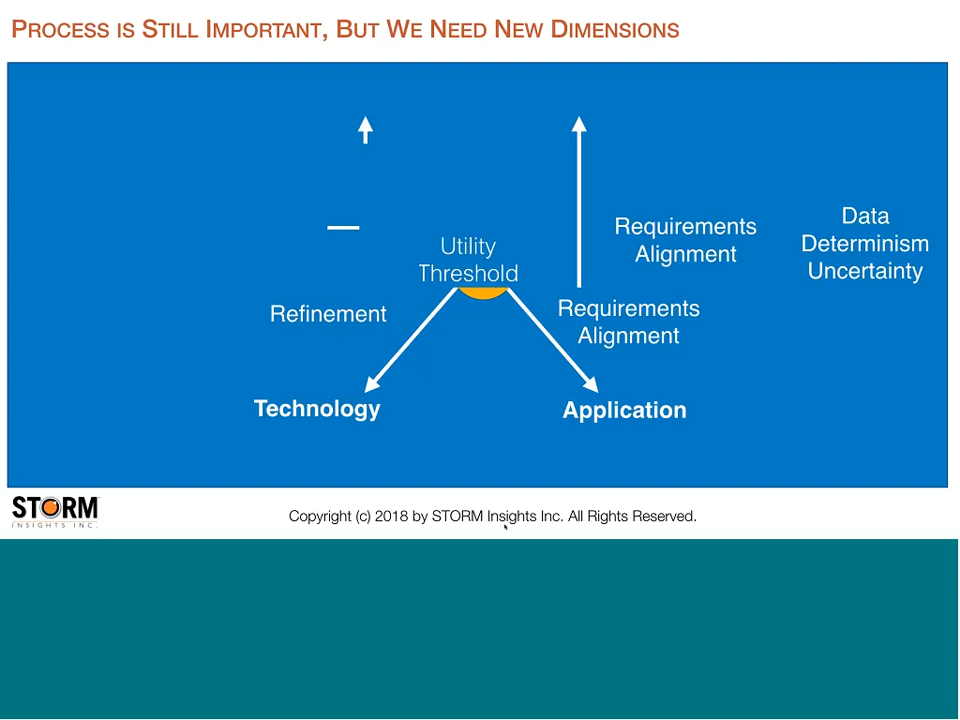 PROCESS IS STILL IMPORTANT, BUT WE NEED NEW DIMENSIONS
Utility
Threshold
Requirements
Alignment
Data
Determinism
Uncertainty
Refinement
Requirements
Alignment
Technology
Application
STORM
INSIGHTS INC.
Copyright (c) 2018 by STORM Insights Inc. All Rights Reserved.